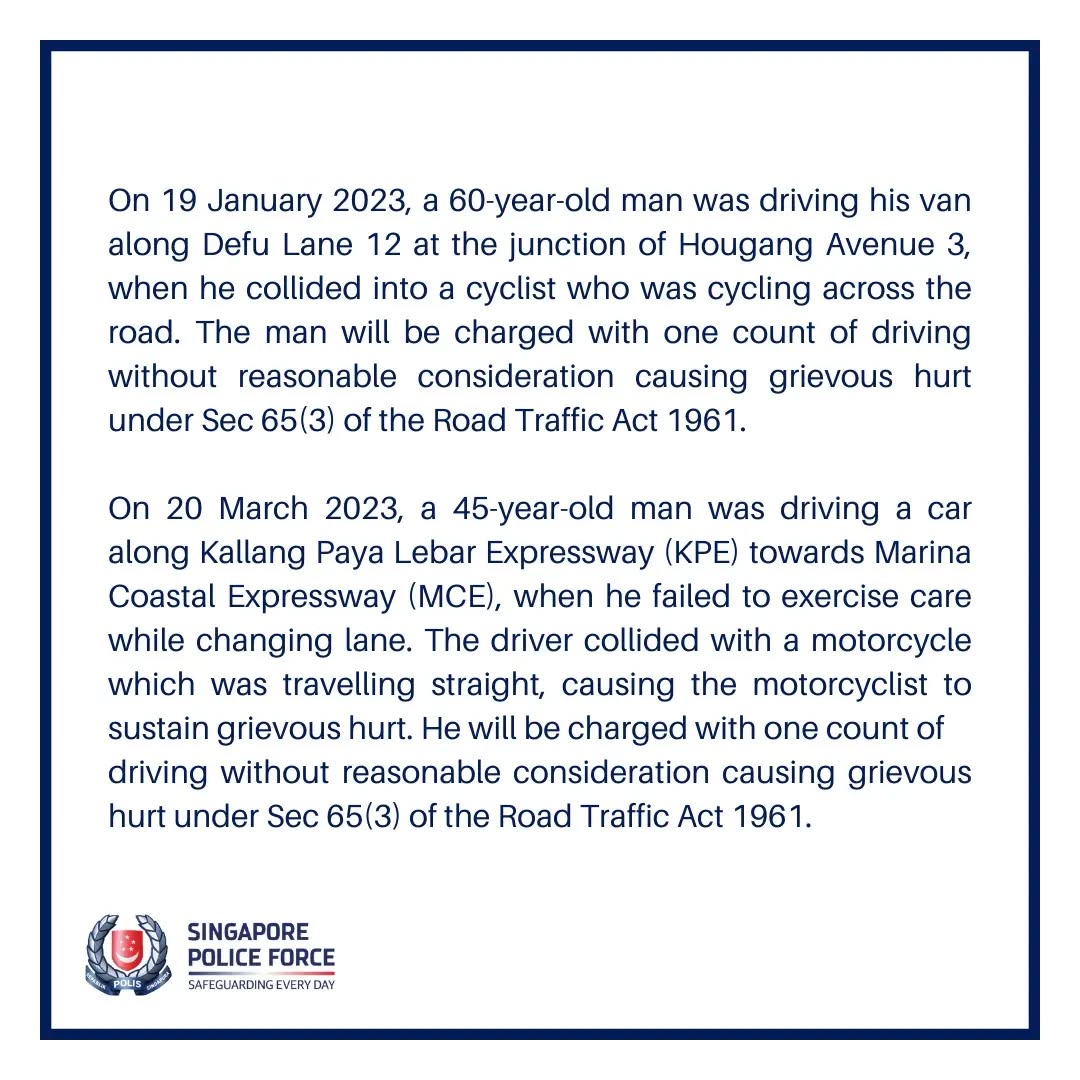 On 19 January 2023, a 60-year-old man was driving his van
along Defu Lane 12 at the junction of Hougang Avenue 3,
when he collided into a cyclist who was cycling across the
road. The man will be charged with one count of driving
without reasonable consideration causing grievous hurt
under Sec 65(3) of the Road Traffic Act 1961.
On 20 March 2023, a 45-year-old man was driving a car
along Kallang Paya Lebar Expressway (KPE) towards Marina
Coastal Expressway (MCE), when he failed to exercise care
while changing lane. The driver collided with a motorcycle
which was travelling straight, causing the motorcyclist to
sustain grievous hurt. He will be charged with one count of
driving without reasonable consideration causing grievous
hurt under Sec 65(3) of the Road Traffic Act 1961.
REPUBLIK POLIS SINGAPURA
SINGAPORE
POLICE FORCE
SAFEGUARDING EVERY DAY